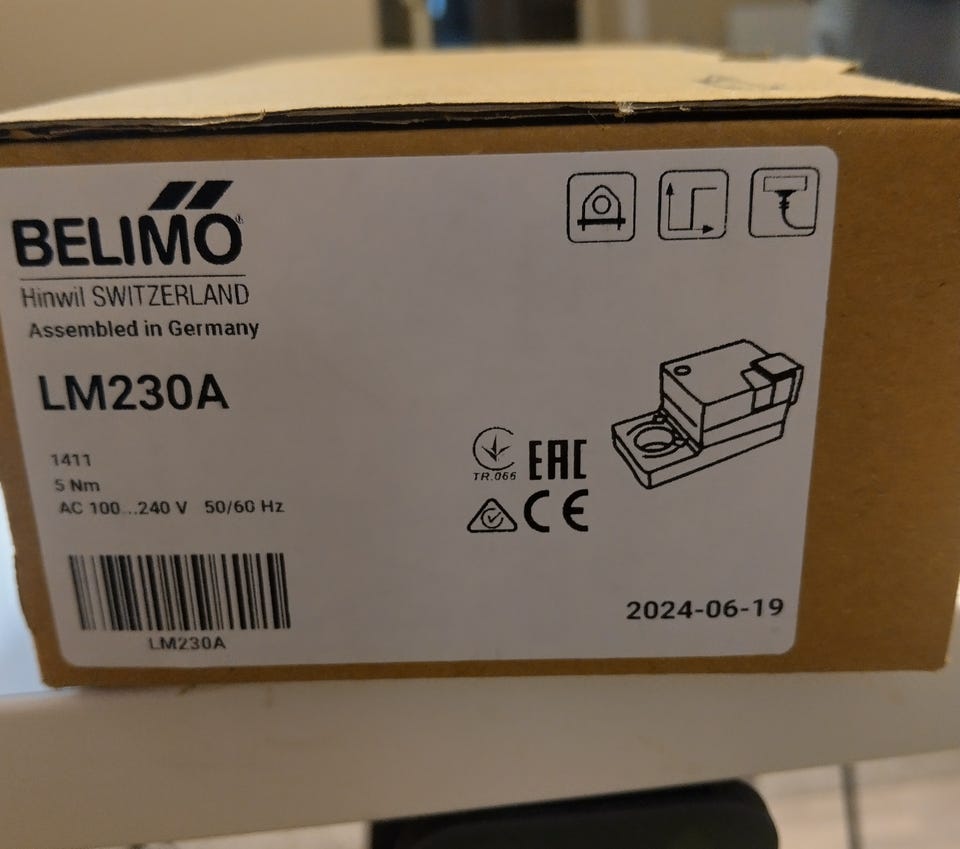 BELIMO®
Hinwil SWITZERLAND
Assembled in Germany
LM230A
1411
5 Nm
AC 100...240 V 50/60 Hz
LM230A
TR.066
EAC
CE
2024-06-19